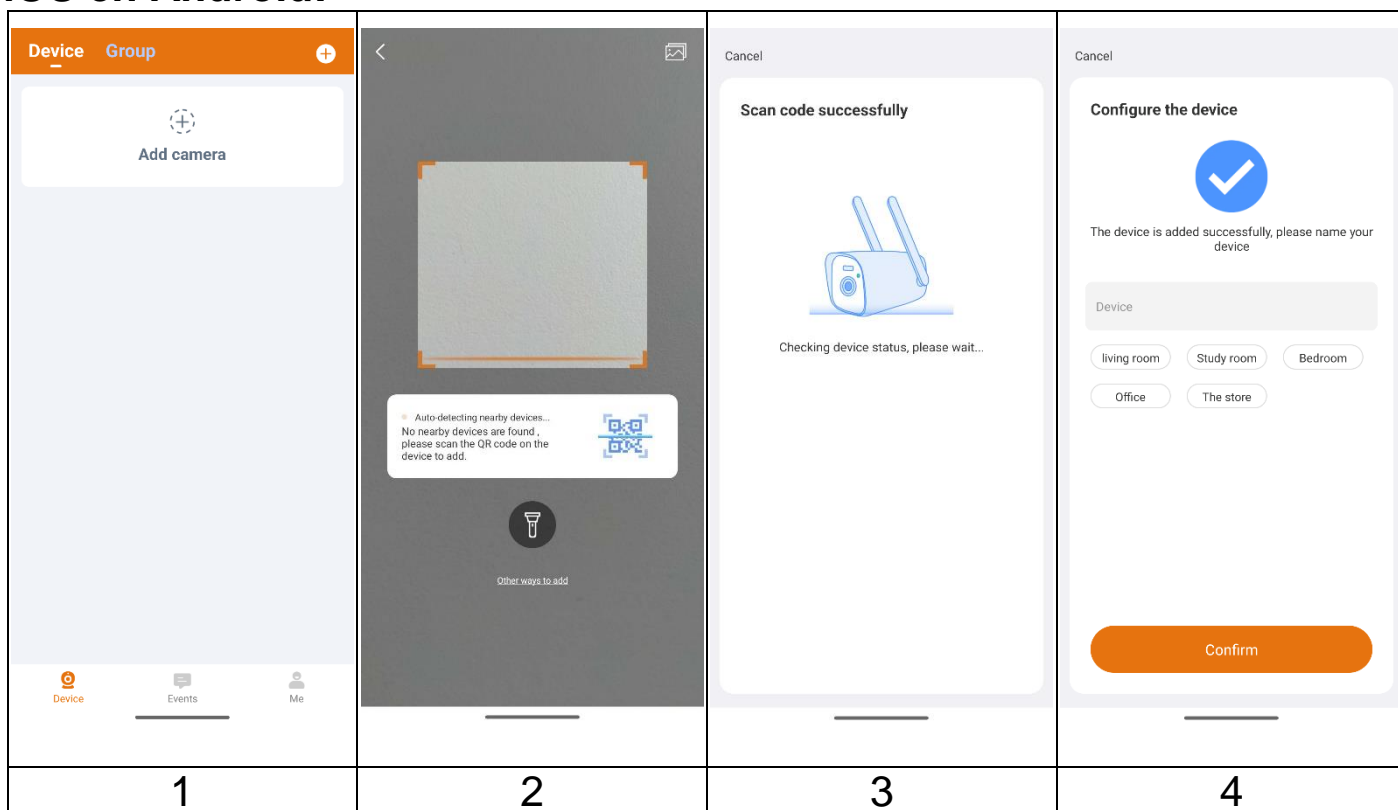 Device Group
Add camera
Device Events Me
Auto-detecting nearby devices...
No nearby devices are found ,
please scan the QR code on the
device to add.
Other ways to add
Cancel
Scan code successfully
Checking device status, please wait...
Cancel
Configure the device
The device is added successfully, please name your
device
Device
living room Study room Bedroom
Office The store
Confirm
1 2 3 4